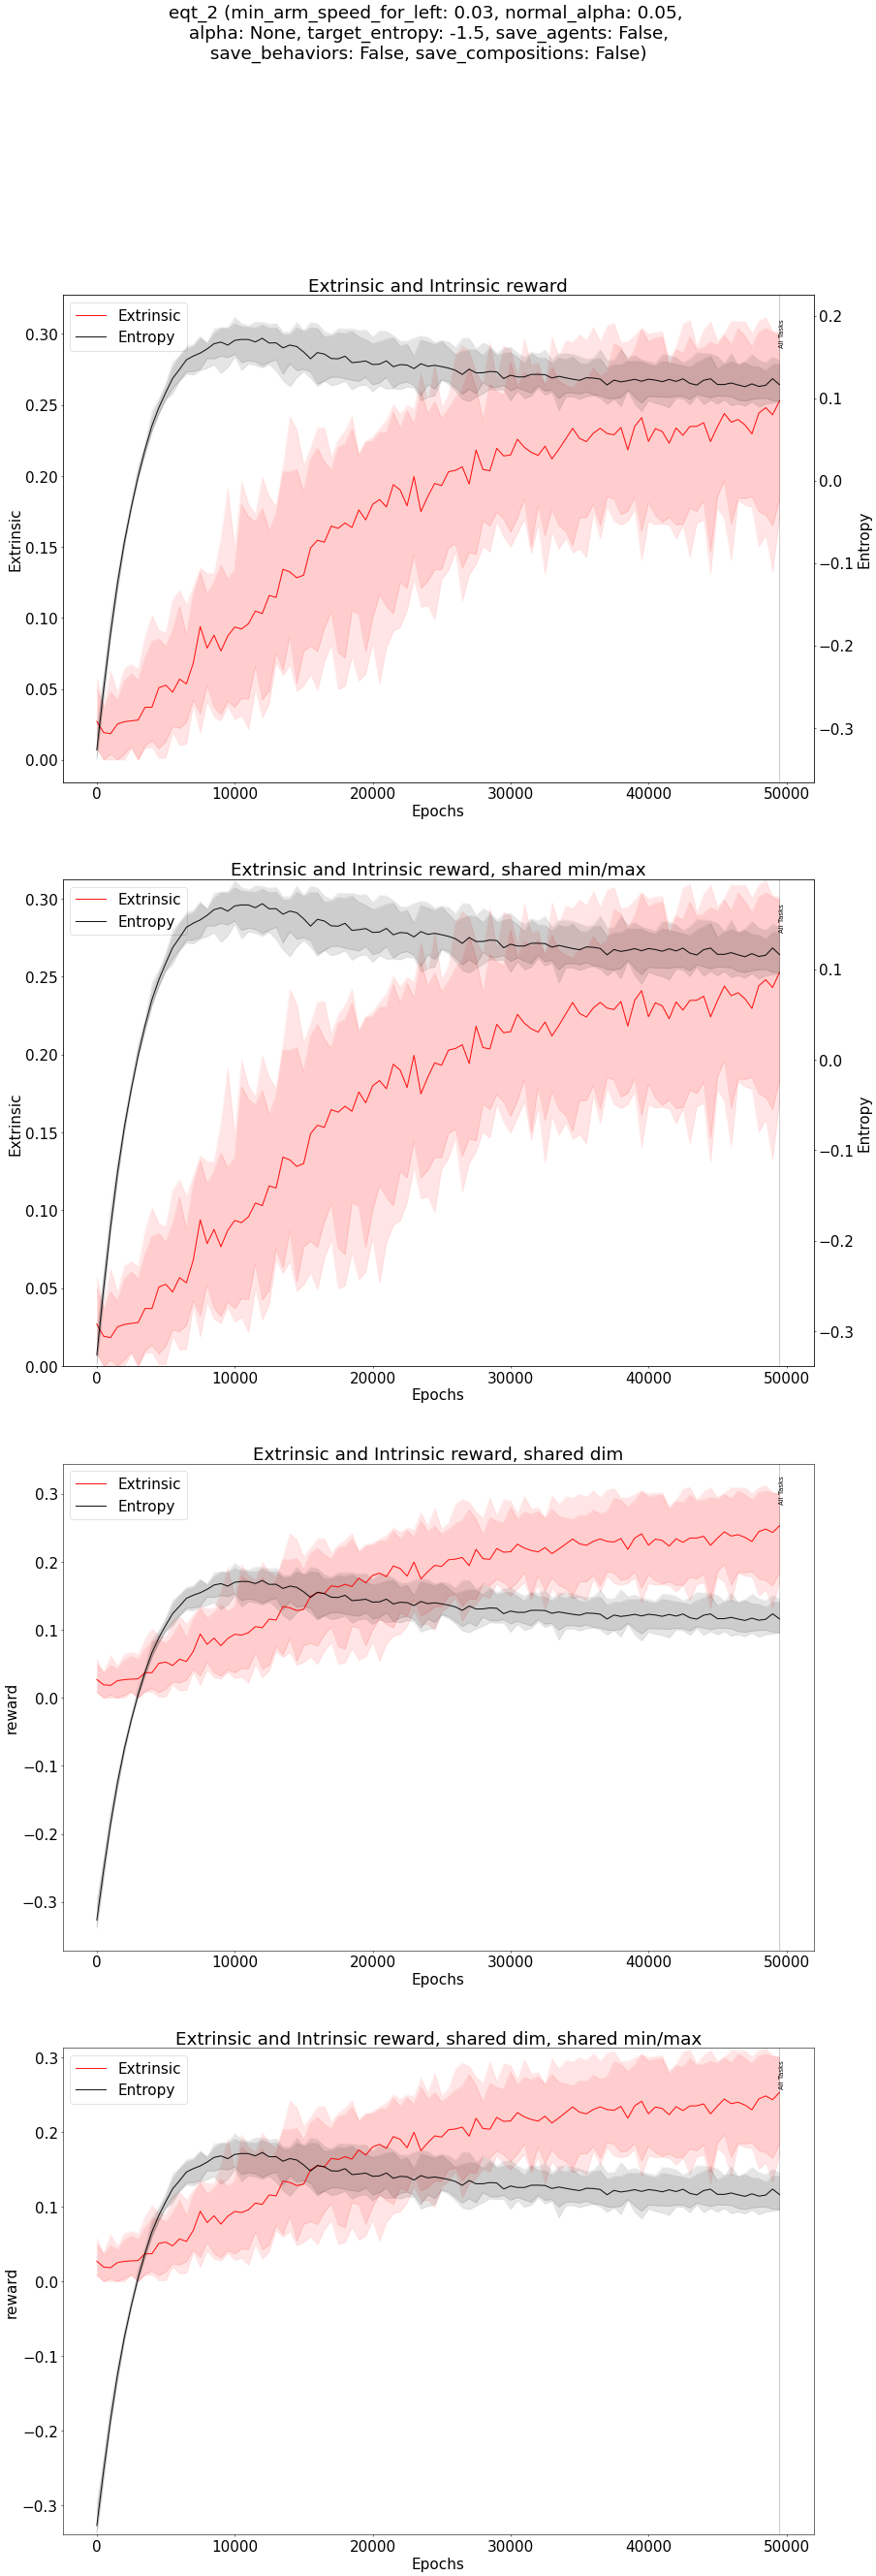 eqt_2 (min_arm_speed_for_left: 0.03, normal_alpha: 0.05,
alpha: None, target_entropy: -1.5, save_agents: False,
save_behaviors: False, save_compositions: False)
Extrinsic and Intrinsic reward
Extrinsic
Entropy
All Tasks
0.30
0.25
0.20
0.15
0.10
0.05
0.00
Extrinsic
0.2
0.1
0.0
−0.1
−0.2
−0.3
Entropy
0 10000 20000 30000 40000 50000
Epochs
Extrinsic and Intrinsic reward, shared min/max
Extrinsic
Entropy
All Tasks
0.30
0.25
0.20
0.15
0.10
0.05
0.00
Extrinsic
0.1
0.0
−0.1
−0.2
−0.3
Entropy
0 10000 20000 30000 40000 50000
Epochs
Extrinsic and Intrinsic reward, shared dim
Extrinsic
Entropy
All Tasks
0.3
0.2
0.1
0.0
−0.1
−0.2
−0.3
reward
0 10000 20000 30000 40000 50000
Epochs
Extrinsic and Intrinsic reward, shared dim, shared min/max
Extrinsic
Entropy
All Tasks
0.3
0.2
0.1
0.0
−0.1
−0.2
−0.3
reward
0 10000 20000 30000 40000 50000
Epochs